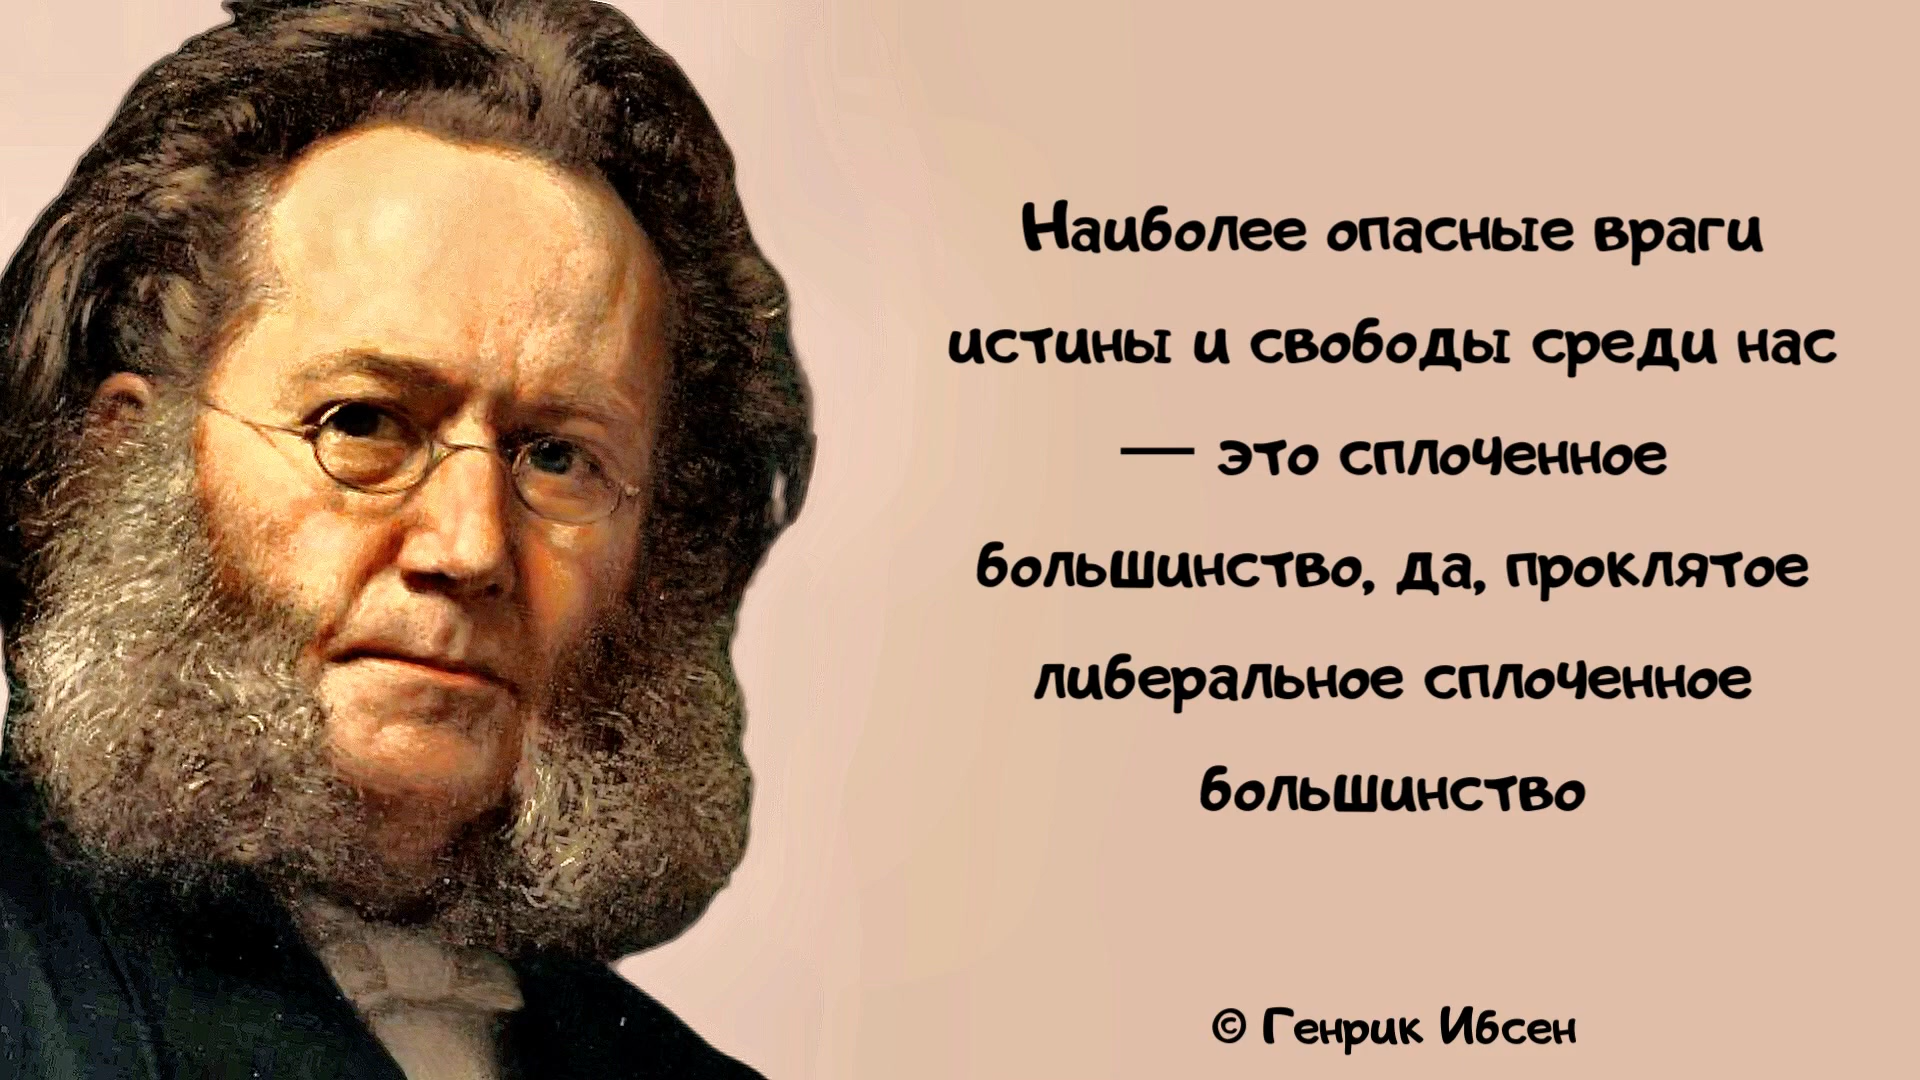 Наиболее опасные враги
истины и свободы среди нас
— это сплоченное
большинство, да, проклятое
либеральное сплоченное
большинство
© Генрик Ибсен